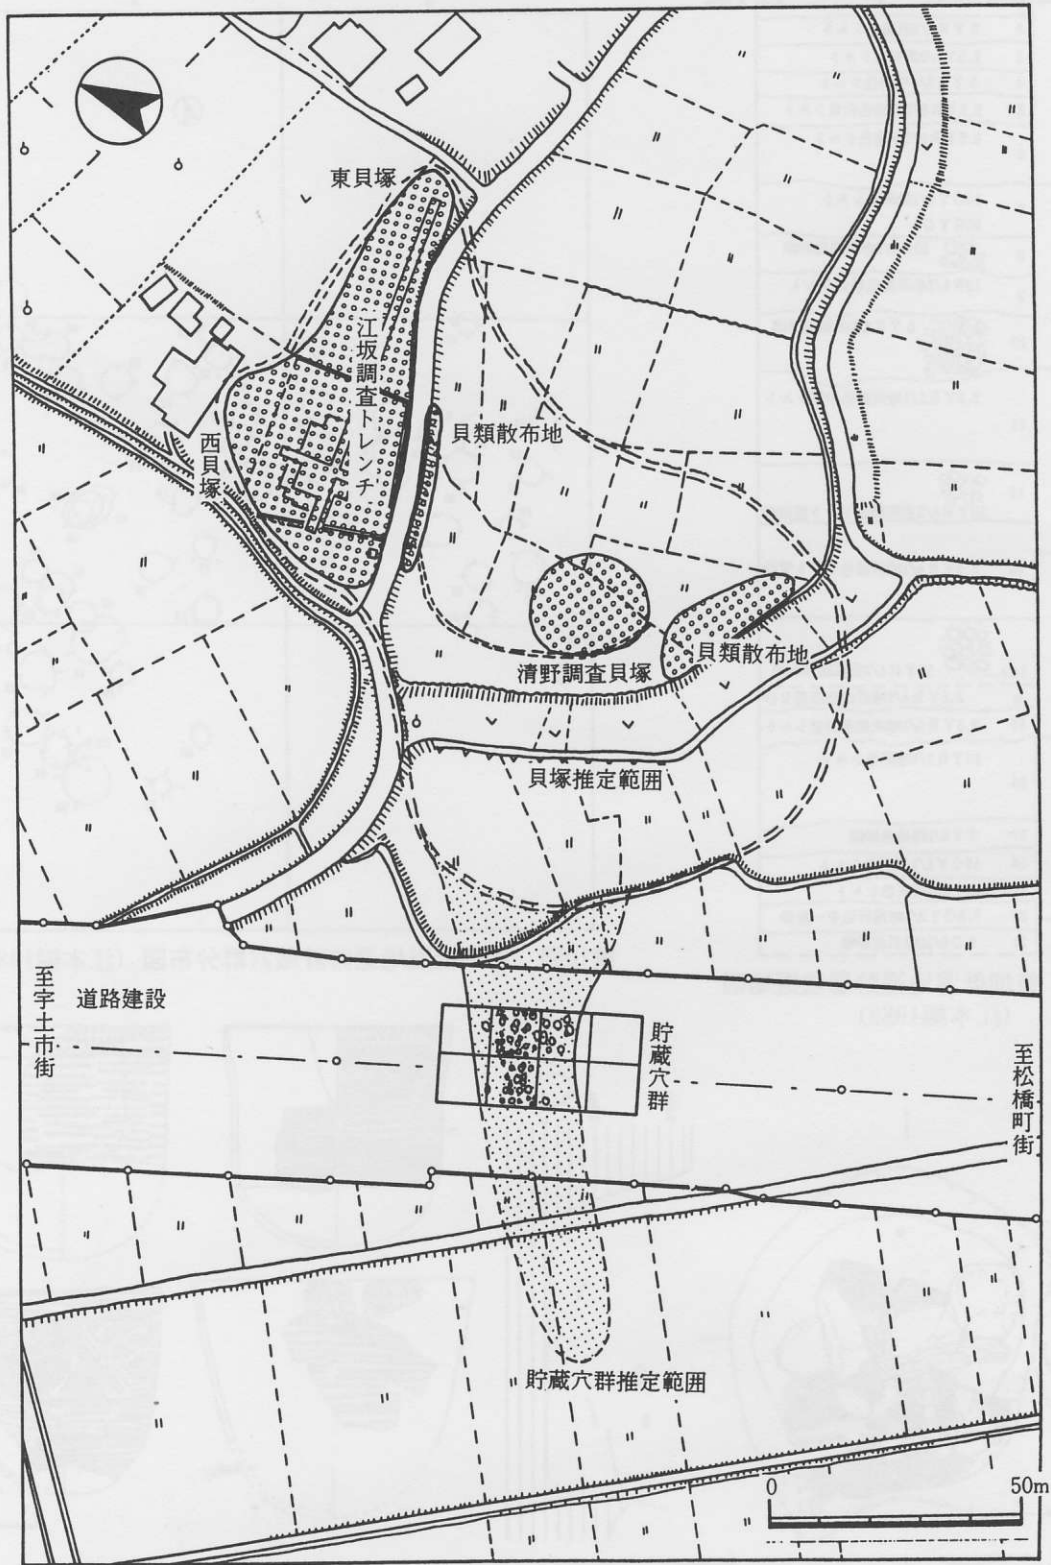 東貝塚
江坂調査トレンチ
西貝塚
貝類散布地
清野調査貝塚
貝類散布地
貝塚推定範囲
至宇土市街
道路建設
貯蔵穴群
至松橋町街
貯蔵穴群推定範囲
0 50m